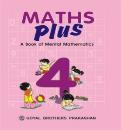 MATHS
Plus
A Book of Mental Mathematics
4
GOYAL BROTHERS PRAKASHAN